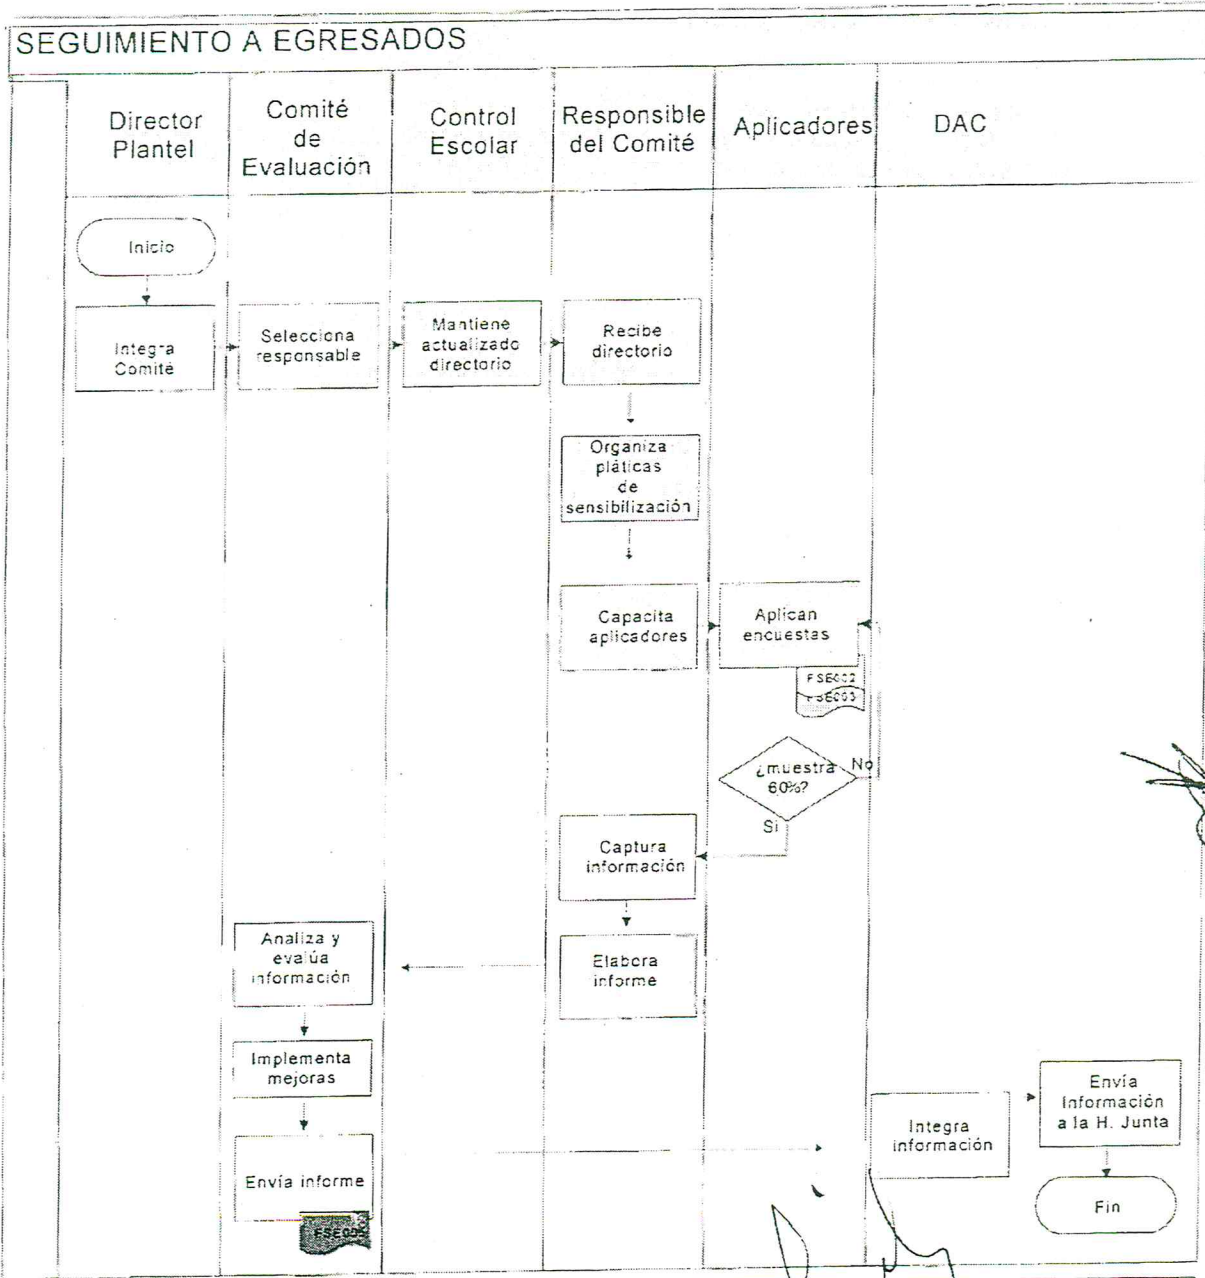 SEGUIMIENTO A EGRESADOS
Director
Plantel
Comité
de
Evaluación
Control
Escolar
Responsible
del Comité
Aplicadores
DAC
Inicio
Integra
Comité
Selecciona
responsable
Mantiene
actualizado
directorio
Recibe
directorio
Organiza
pláticas
de
sensibilización
Capacita
aplicadores
Aplican
encuestas
FSE002
FSE003
¿muestra
60%?
No
Si
Captura
información
Elabora
informe
Analiza y
evalúa
información
Implementa
mejoras
Envía informe
Integra
información
Envía
Información
a la H. Junta
Fin